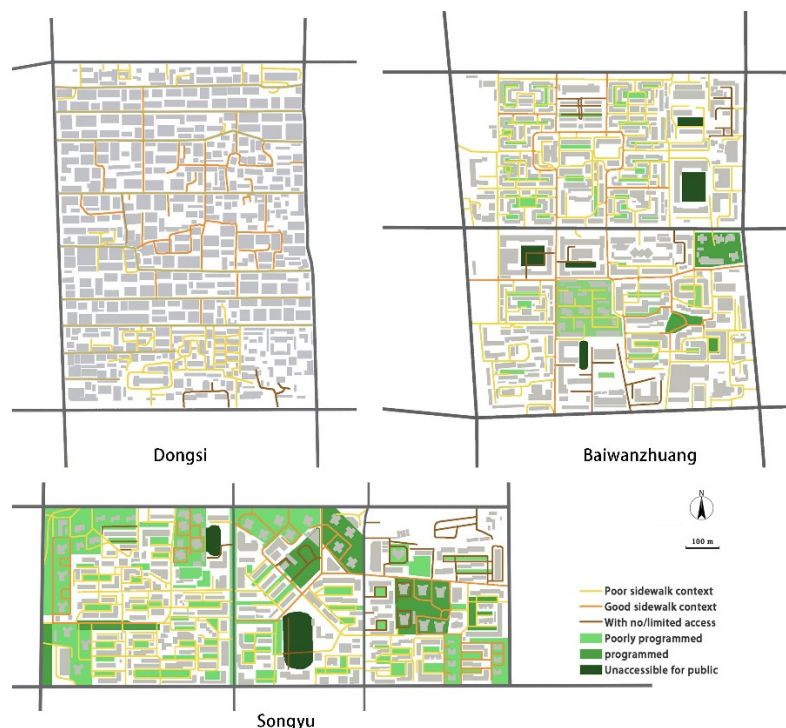 Dongsi
Baiwanzhuang
N
100 m
Poor sidewalk context
Good sidewalk context
With no/limited access
Poorly programmed
programmed
Unaccessible for public
Songyu